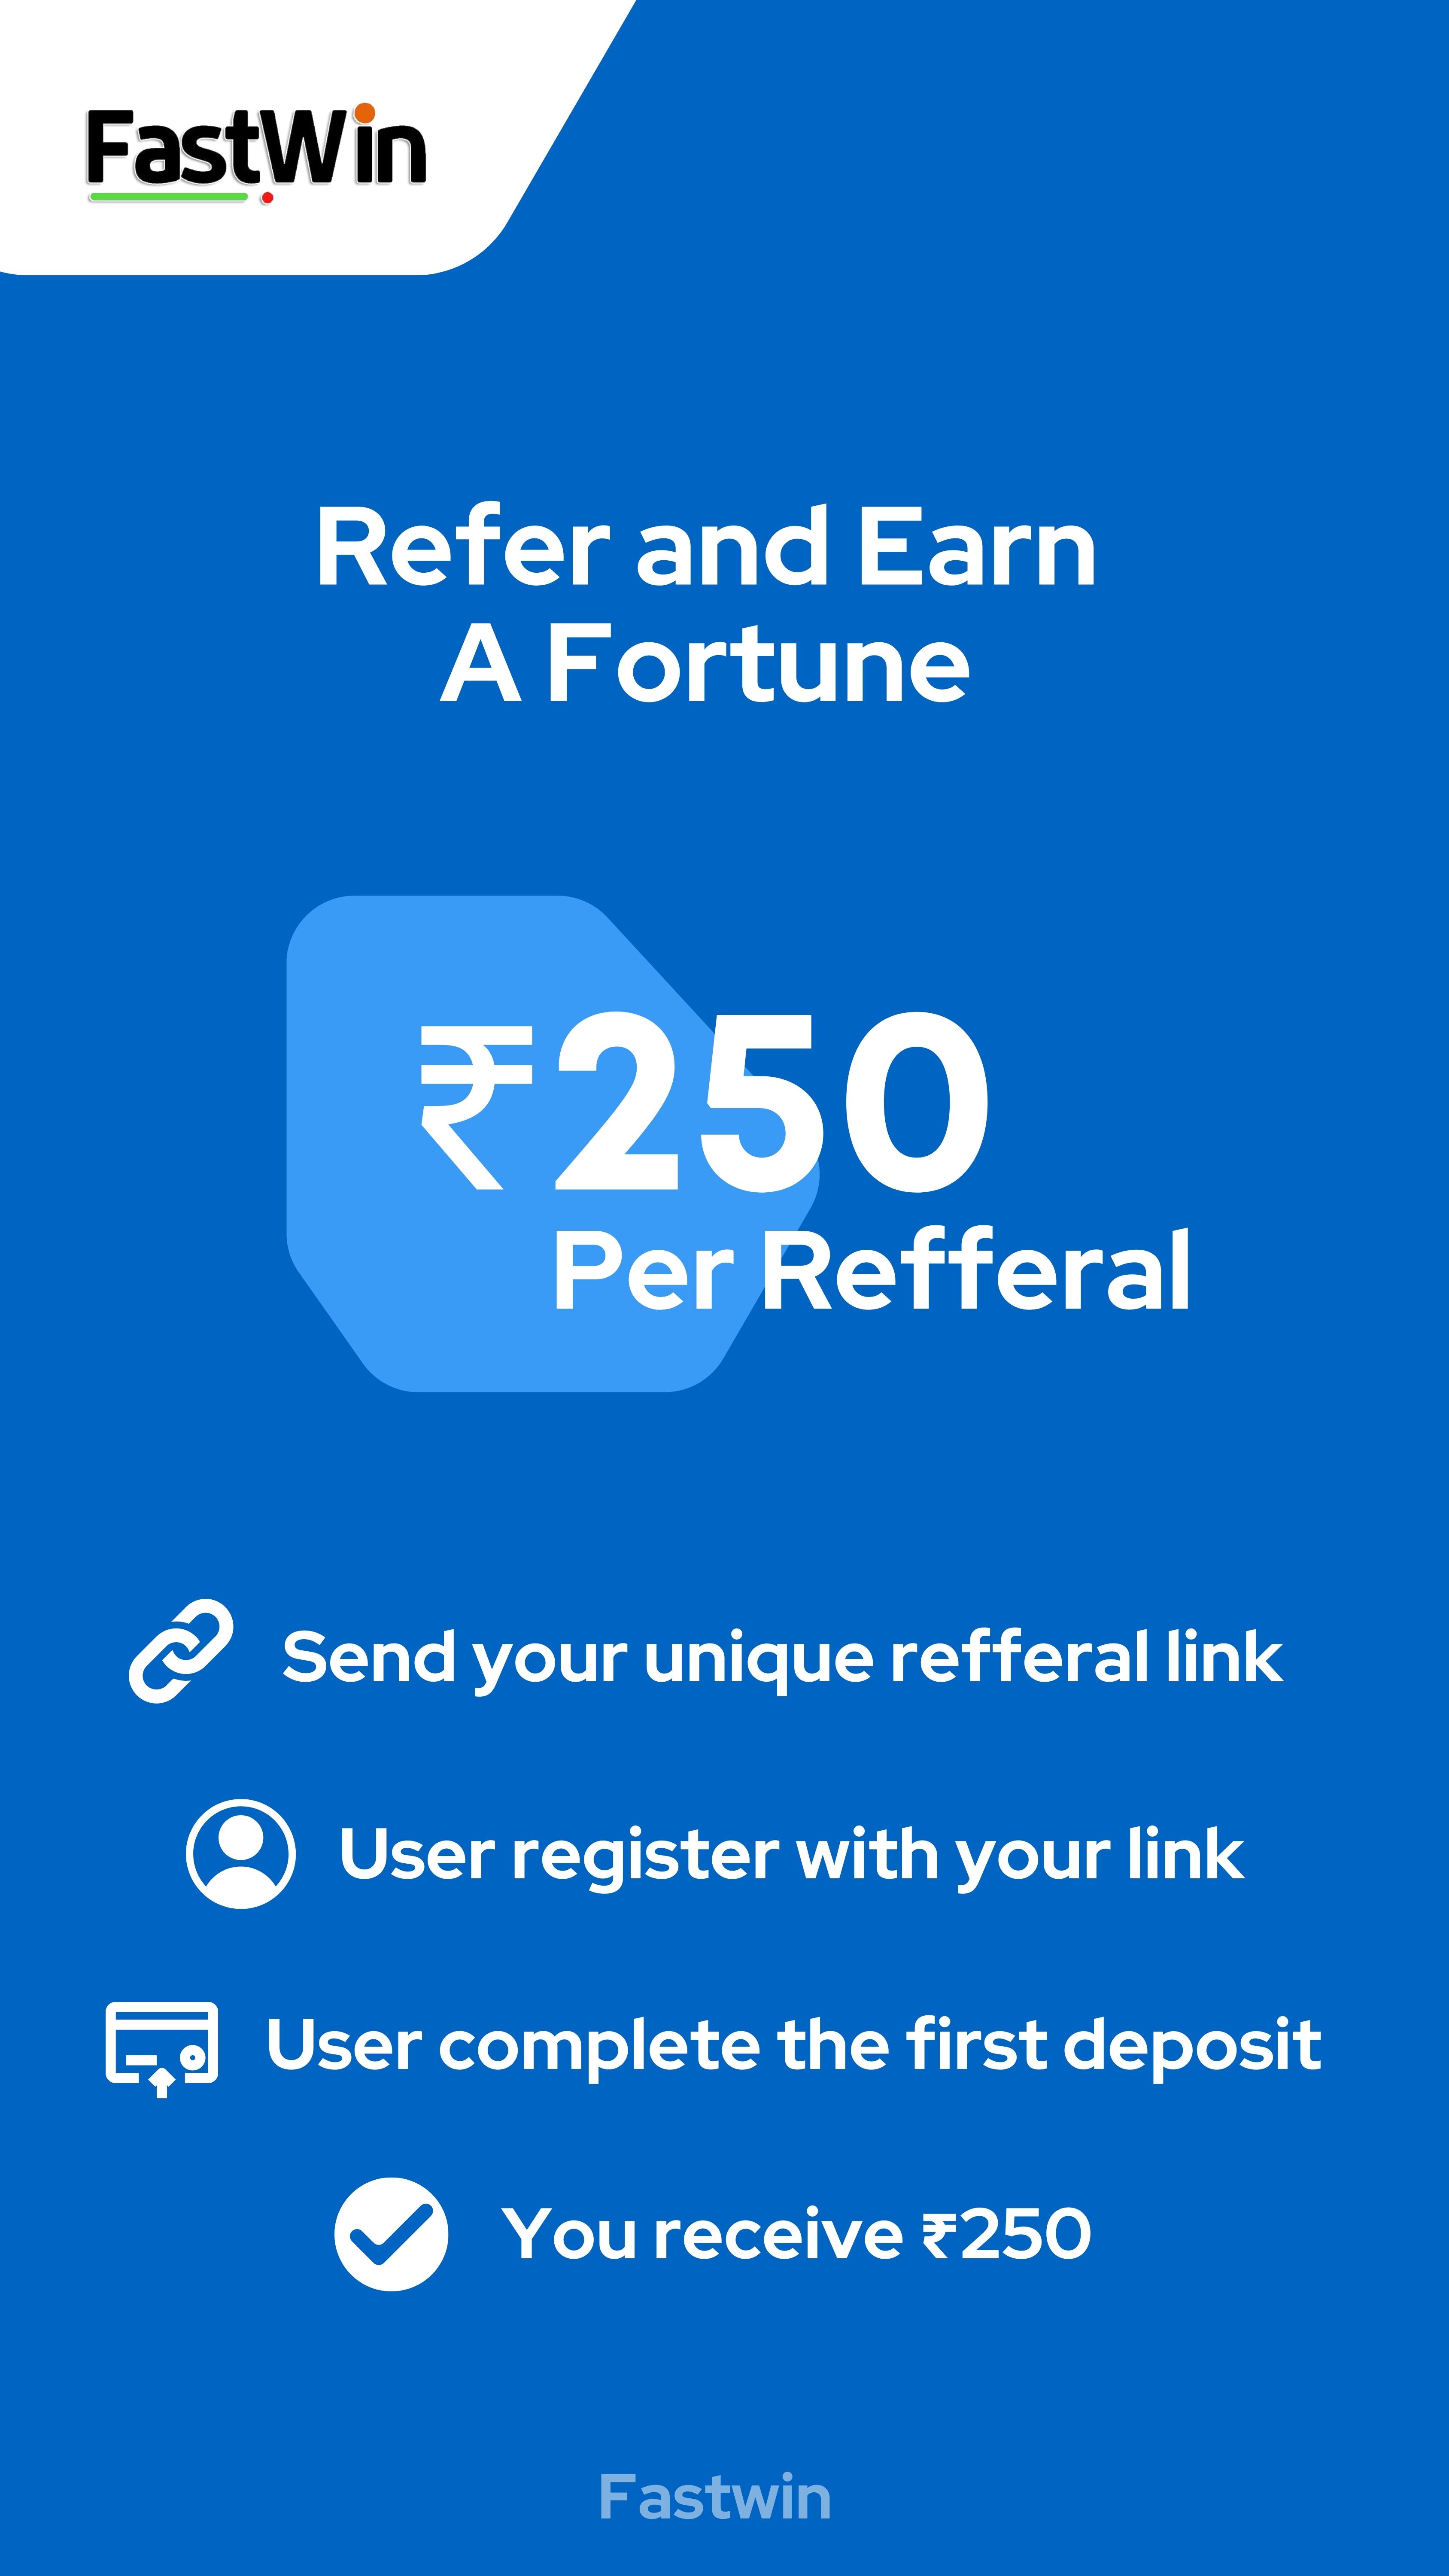 FastWin
Refer and Earn
A Fortune
₹250
Per Refferal
Send your unique refferal link
User register with your link
User complete the first deposit
You receive ₹250
Fastwin